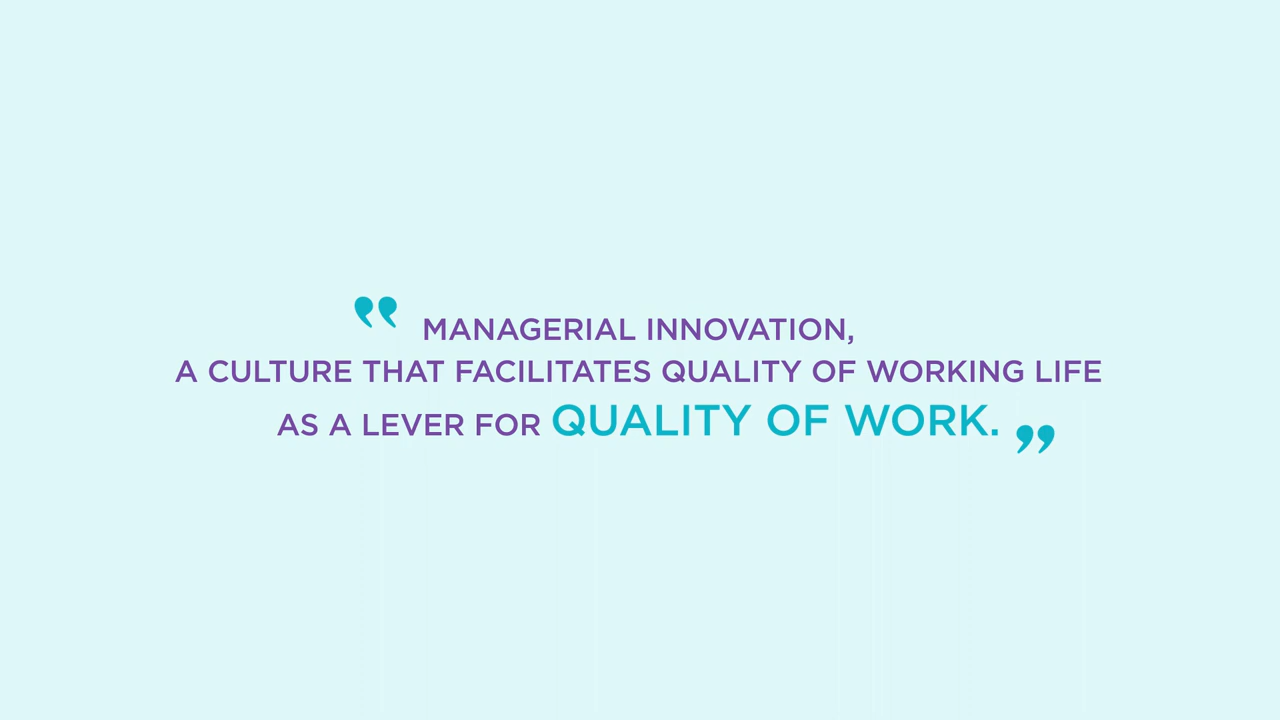 ❝ MANAGERIAL INNOVATION,
A CULTURE THAT FACILITATES QUALITY OF WORKING LIFE
AS A LEVER FOR QUALITY OF WORK. ❞